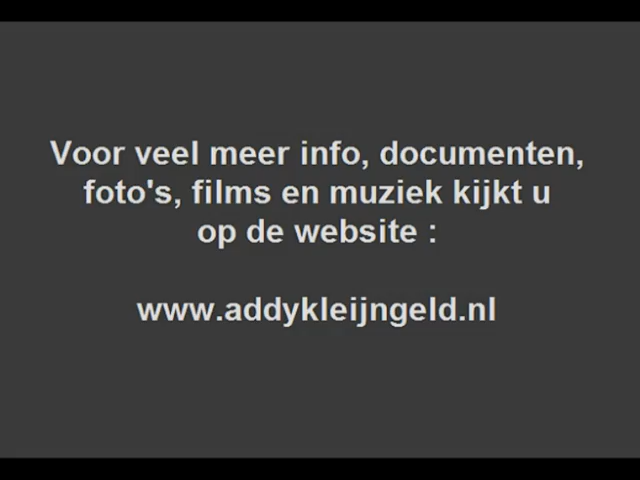 Voor veel meer info, documenten,
foto's, films en muziek kijkt u
op de website :
www.addykleijngeld.nl